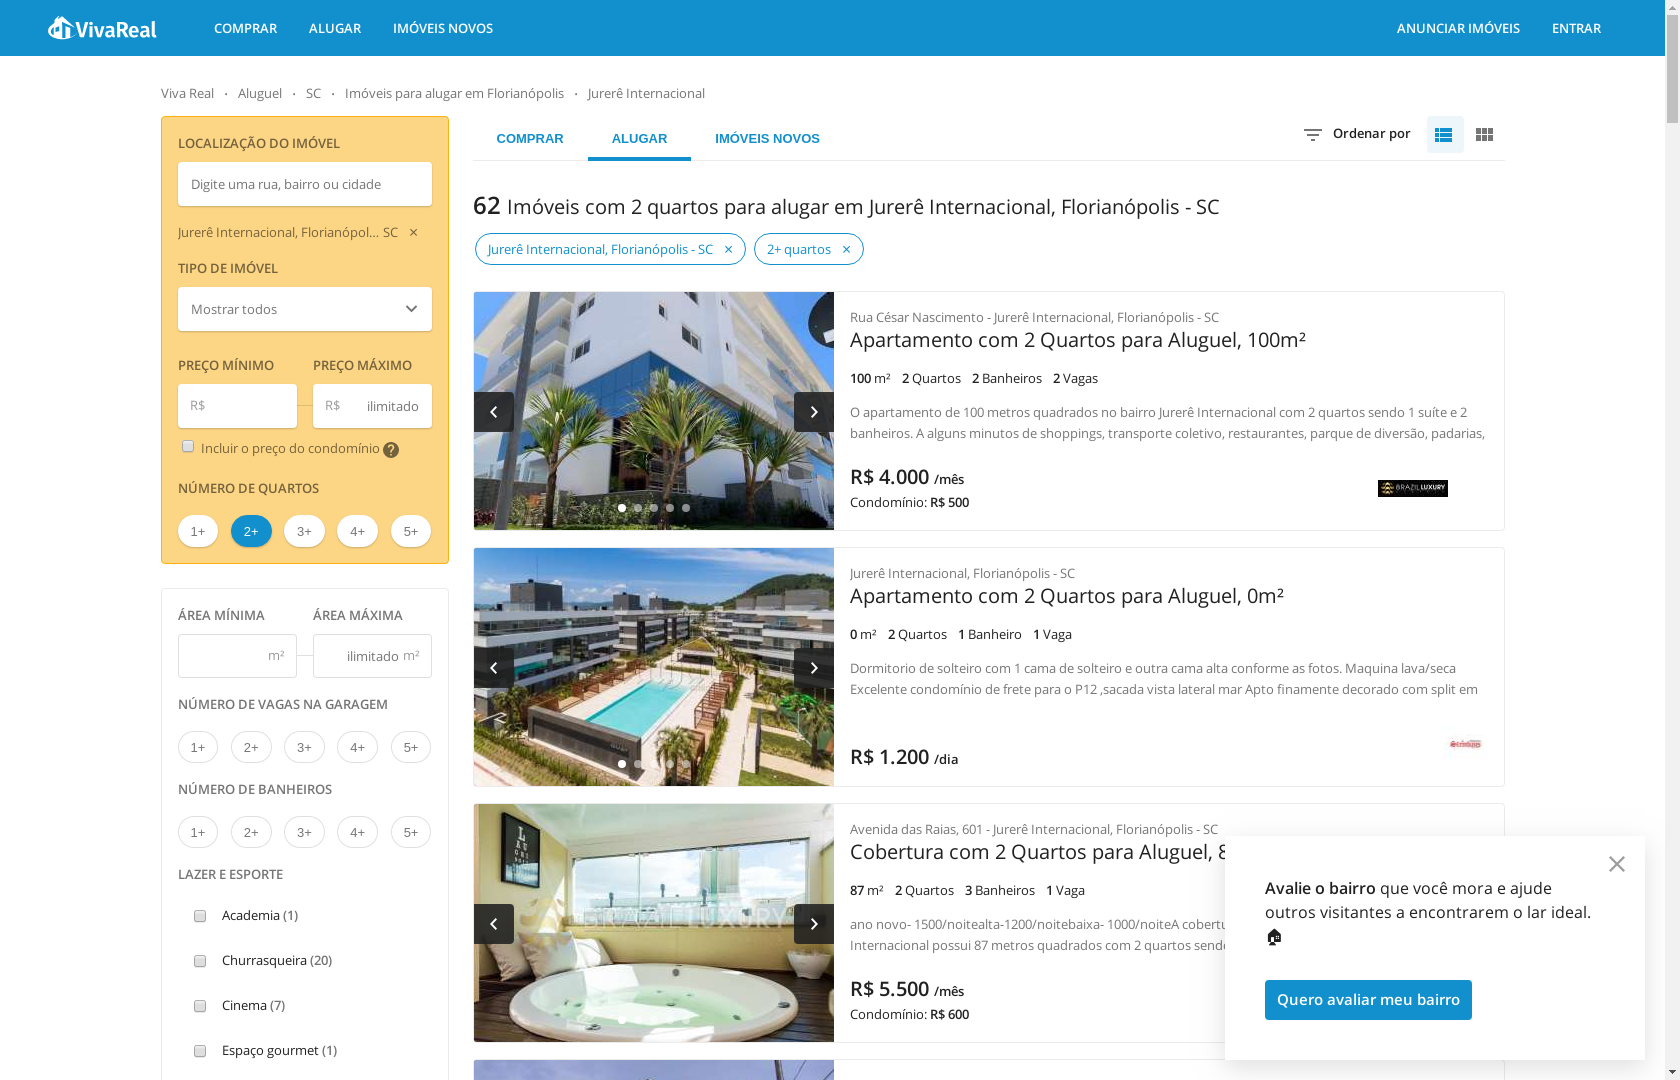 VivaReal
COMPRAR
ALUGAR
IMÓVEIS NOVOS
ANUNCIAR IMÓVEIS
ENTRAR
Viva Real · Aluguel · SC · Imóveis para alugar em Florianópolis · Jurerê Internacional
LOCALIZAÇÃO DO IMÓVEL
Digite uma rua, bairro ou cidade
Jurerê Internacional, Florianópol... SC ×
TIPO DE IMÓVEL
Mostrar todos
PREÇO MÍNIMO
PREÇO MÁXIMO
R$
R$ ilimitado
Incluir o preço do condomínio ?
NÚMERO DE QUARTOS
1+ 2+ 3+ 4+ 5+
ÁREA MÍNIMA
ÁREA MÁXIMA
m²
ilimitado m²
NÚMERO DE VAGAS NA GARAGEM
1+ 2+ 3+ 4+ 5+
NÚMERO DE BANHEIROS
1+ 2+ 3+ 4+ 5+
LAZER E ESPORTE
Academia (1)
Churrasqueira (20)
Cinema (7)
Espaço gourmet (1)
COMPRAR
ALUGAR
IMÓVEIS NOVOS
Ordenar por
62 Imóveis com 2 quartos para alugar em Jurerê Internacional, Florianópolis - SC
Jurerê Internacional, Florianópolis - SC ×
2+ quartos ×
Rua César Nascimento - Jurerê Internacional, Florianópolis - SC
Apartamento com 2 Quartos para Aluguel, 100m²
100 m² 2 Quartos 2 Banheiros 2 Vagas
O apartamento de 100 metros quadrados no bairro Jurerê Internacional com 2 quartos sendo 1 suíte e 2
banheiros. A alguns minutos de shoppings, transporte coletivo, restaurantes, parque de diversão, padarias,
R$ 4.000 /mês
Condomínio: R$ 500
BRAZIL LUXURY
Jurerê Internacional, Florianópolis - SC
Apartamento com 2 Quartos para Aluguel, 0m²
0 m² 2 Quartos 1 Banheiro 1 Vaga
Dormitorio de solteiro com 1 cama de solteiro e outra cama alta conforme as fotos. Maquina lava/seca
Excelente condomínio de frete para o P12 ,sacada vista lateral mar Apto finamente decorado com split em
R$ 1.200 /dia
BRAZIL LUXURY
Avenida das Raias, 601 - Jurerê Internacional, Florianópolis - SC
Cobertura com 2 Quartos para Aluguel, 8
87 m² 2 Quartos 3 Banheiros 1 Vaga
ano novo- 1500/noitealta-1200/noitebaixa- 1000/noiteA cobertu
Internacional possui 87 metros quadrados com 2 quartos send
R$ 5.500 /mês
Condomínio: R$ 600
Avalie o bairro que você mora e ajude
outros visitantes a encontrarem o lar ideal.
Quero avaliar meu bairro